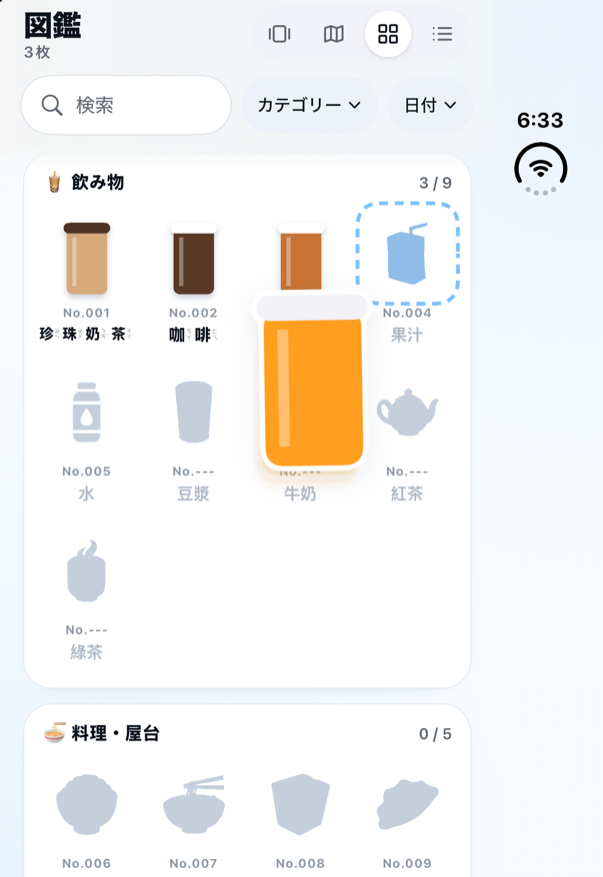 図鑑
3枚
検索
カテゴリー
日付
6:33
飲み物
3 / 9
No.001
No.002
No.004
珍珠奶茶
咖啡
果汁
No.005
No.---
No.---
No.---
水
豆漿
牛奶
紅茶
No.---
綠茶
料理・屋台
0 / 5
No.006
No.007
No.008
No.009